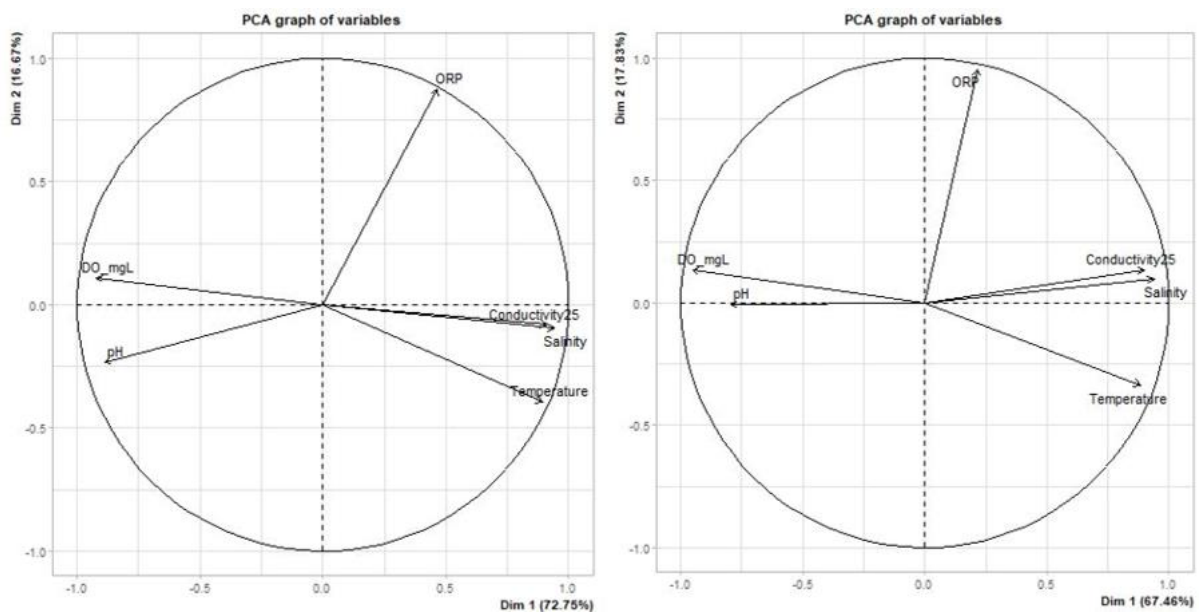 PCA graph of variables
Dim 2 (16.67%)
1.0
0.5
0.0
-0.5
-1.0
ORP
DO_mgL
pH
Conductivity25
Salinity
Temperature
-1.0
-0.5
0.0
0.5
1.0
Dim 1 (72.75%)
PCA graph of variables
Dim 2 (17.83%)
1.0
0.5
0.0
-0.5
-1.0
ORP
DO_mgL
pH
Conductivity25
Salinity
Temperature
-1.0
-0.5
0.0
0.5
1.0
Dim 1 (67.46%)